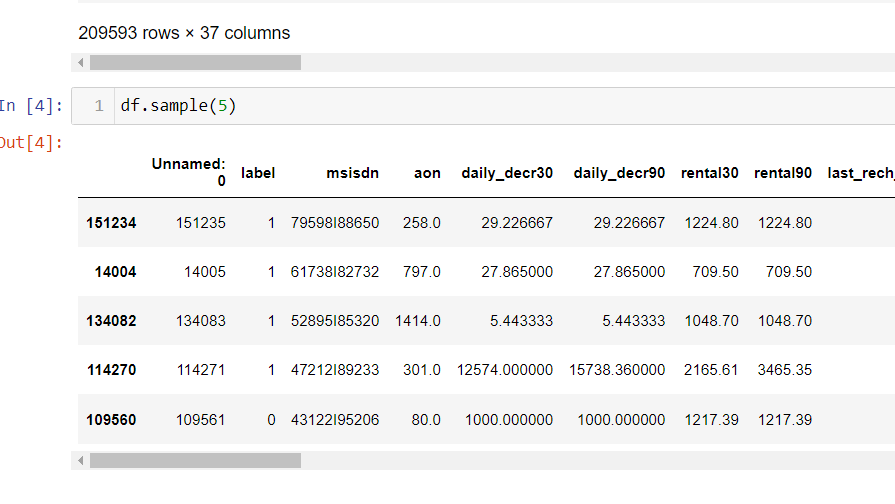 209593 rows × 37 columns
In [4]:
1 df.sample(5)
Out[4]:
Unnamed: 0 label msisdn aon daily_decr30 daily_decr90 rental30 rental90 last_rech_
151234 151235 1 79598I88650 258.0 29.226667 29.226667 1224.80 1224.80
14004 14005 1 61738I82732 797.0 27.865000 27.865000 709.50 709.50
134082 134083 1 52895I85320 1414.0 5.443333 5.443333 1048.70 1048.70
114270 114271 1 47212I89233 301.0 12574.000000 15738.360000 2165.61 3465.35
109560 109561 0 43122I95206 80.0 1000.000000 1000.000000 1217.39 1217.39